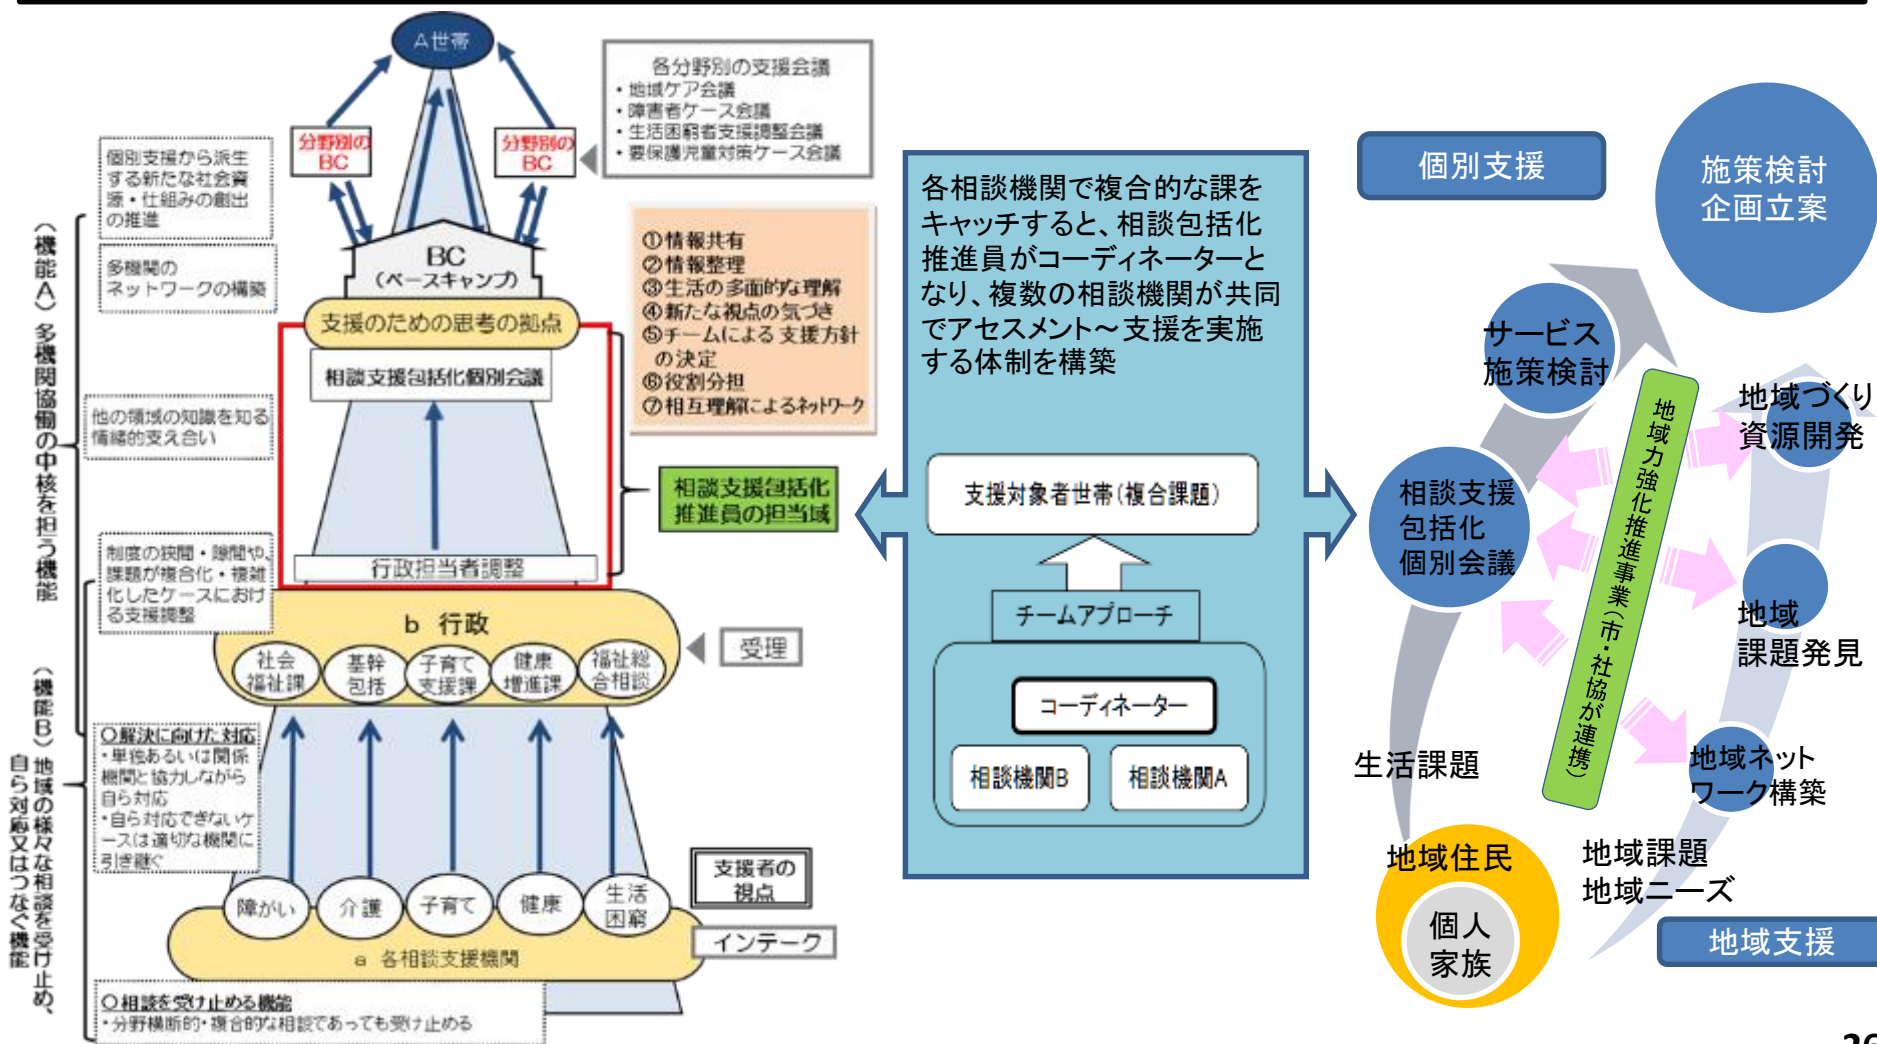 A世帯
各分野別の支援会議
・地域ケア会議
・障害者ケース会議
・生活困窮者支援調整会議
・要保護児童対策ケース会議
分野別の
BC
分野別の
BC
個別支援から派生
する新たな社会資
源・仕組みの創出
の推進
多機関の
ネットワークの構築
BC
(ベースキャンプ)
支援のための思考の拠点
相談支援包括化個別会議
①情報共有
②情報整理
③生活の多面的な理解
④新たな視点の気づき
⑤チームによる支援方針
の決定
⑥役割分担
⑦相互理解によるネットワーク
(機能A)多機関協働の中核を担う機能
他の領域の知識を知る
情緒的支え合い
相談支援包括化
推進員の担当域
制度の狭間・隙間や、
課題が複合化・複雑
化したケースにおけ
る支援調整
行政担当者調整
b 行政
社会
福祉課
基幹
包括
子育て
支援課
健康
増進課
福祉総
合相談
受理
(機能B)地域の様々な相談を受け止め、
自ら対応又はつなぐ機能
○解決に向けた対応
・単独あるいは関係
機関と協力しながら
自ら対応
・自ら対応できないケ
ースは適切な機関に
引き継ぐ
障がい
介護
子育て
健康
生活
困窮
a 各相談支援機関
支援者の
視点
インテーク
○相談を受け止める機能
・分野横断的・複合的な相談であっても受け止める
各相談機関で複合的な課を
キャッチすると、相談包括化
推進員がコーディネーターと
なり、複数の相談機関が共同
でアセスメント～支援を実施
する体制を構築
支援対象者世帯(複合課題)
チームアプローチ
コーディネーター
相談機関B
相談機関A
個別支援
施策検討
企画立案
サービス
施策検討
地域づくり
資源開発
相談支援
包括化
個別会議
地域力強化推進事業(市・社協が連携)
地域
課題発見
生活課題
地域ネット
ワーク構築
地域住民
個人
家族
地域課題
地域ニーズ
地域支援